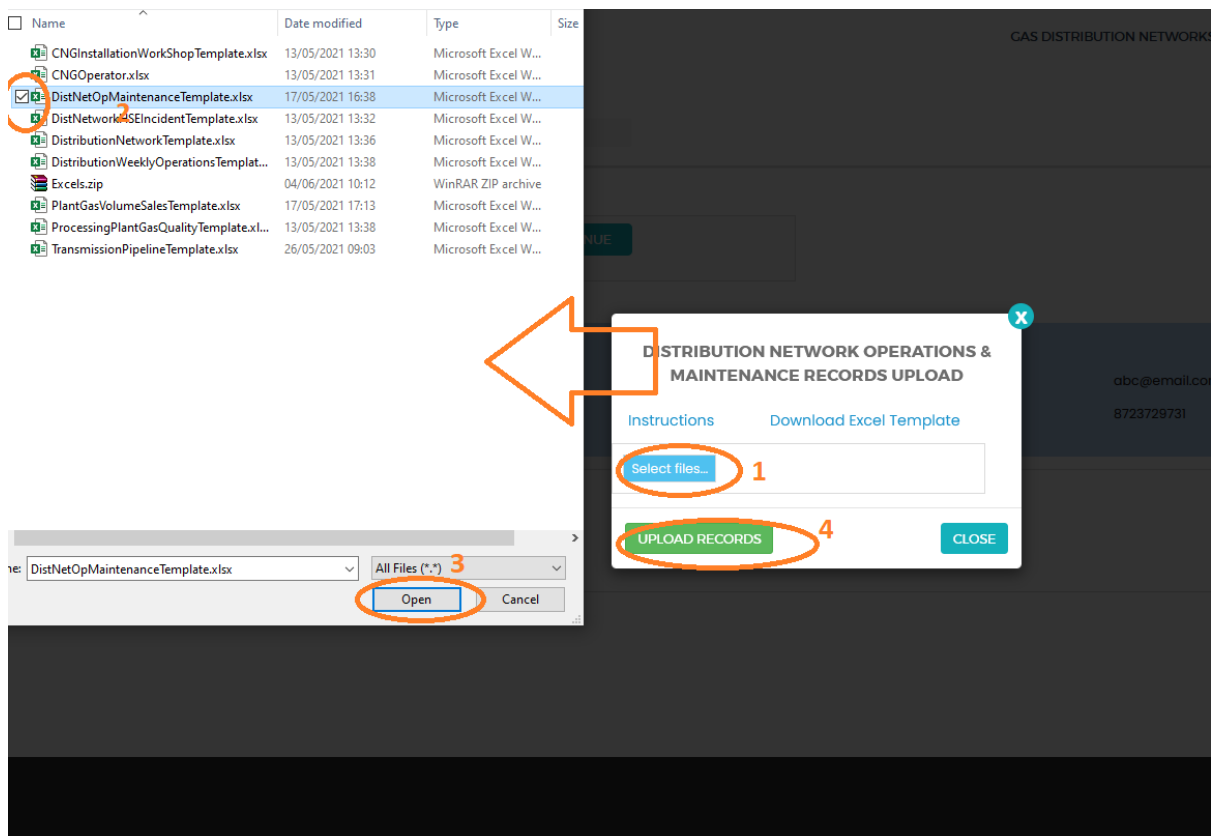 Name Date modified Type Size
CNGInstallationWorkShopTemplate.xlsx 13/05/2021 13:30 Microsoft Excel W...
CNGOperator.xlsx 13/05/2021 13:31 Microsoft Excel W...
DistNetOpMaintenanceTemplate.xlsx 17/05/2021 16:38 Microsoft Excel W...
2
DistNetworkHSEIncidentTemplate.xlsx 13/05/2021 13:32 Microsoft Excel W...
DistributionNetworkTemplate.xlsx 13/05/2021 13:36 Microsoft Excel W...
DistributionWeeklyOperationsTemplat... 13/05/2021 13:38 Microsoft Excel W...
Excels.zip 04/06/2021 10:12 WinRAR ZIP archive
PlantGasVolumeSalesTemplate.xlsx 17/05/2021 17:13 Microsoft Excel W...
ProcessingPlantGasQualityTemplate.xl... 13/05/2021 13:38 Microsoft Excel W...
TransmissionPipelineTemplate.xlsx 26/05/2021 09:03 Microsoft Excel W...
ne: DistNetOpMaintenanceTemplate.xlsx All Files (*.*) 3
Open Cancel
GAS DISTRIBUTION NETWORKS
NUE
X
DISTRIBUTION NETWORK OPERATIONS &
MAINTENANCE RECORDS UPLOAD
Instructions Download Excel Template
Select files... 1
UPLOAD RECORDS 4 CLOSE
abc@email.co
8723729731